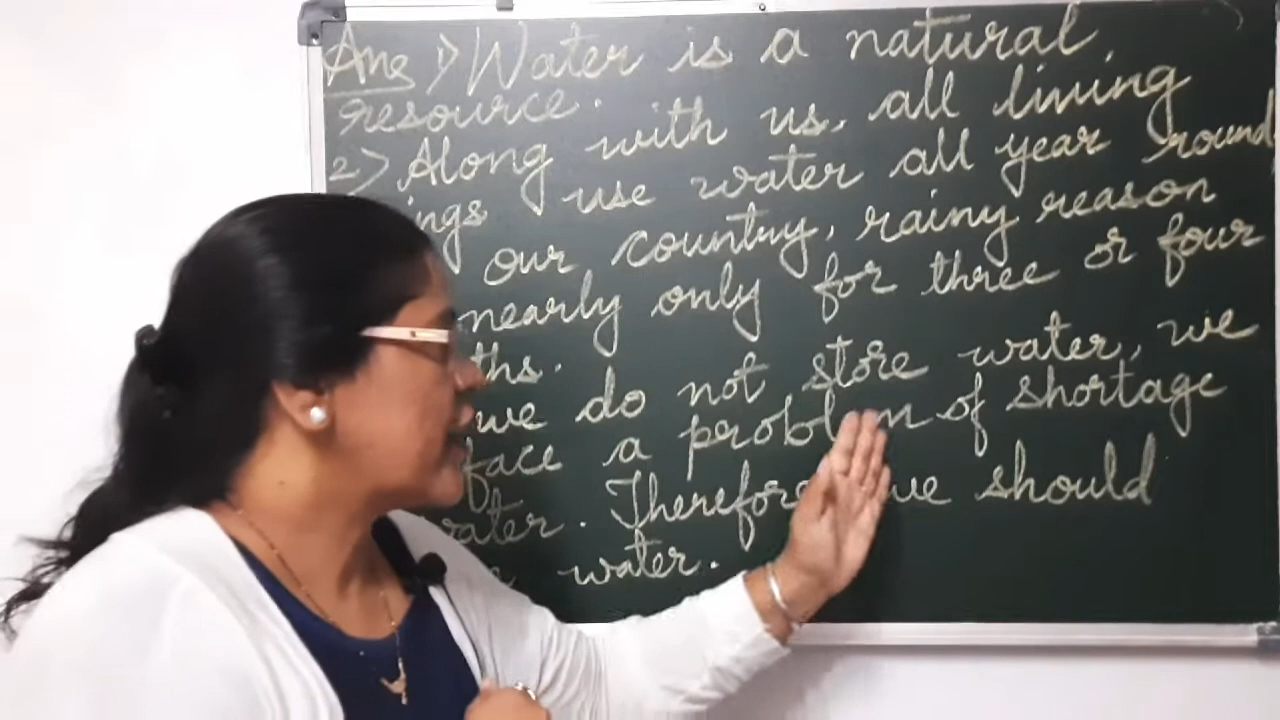 Ans 1> Water is a natural
resource.
2> Along with us, all living
ings use water all year round
our country, rainy reason
nearly only for three or four
ths.
we do not store water, we
face a problem of shortage
ater. Therefore we should
water.